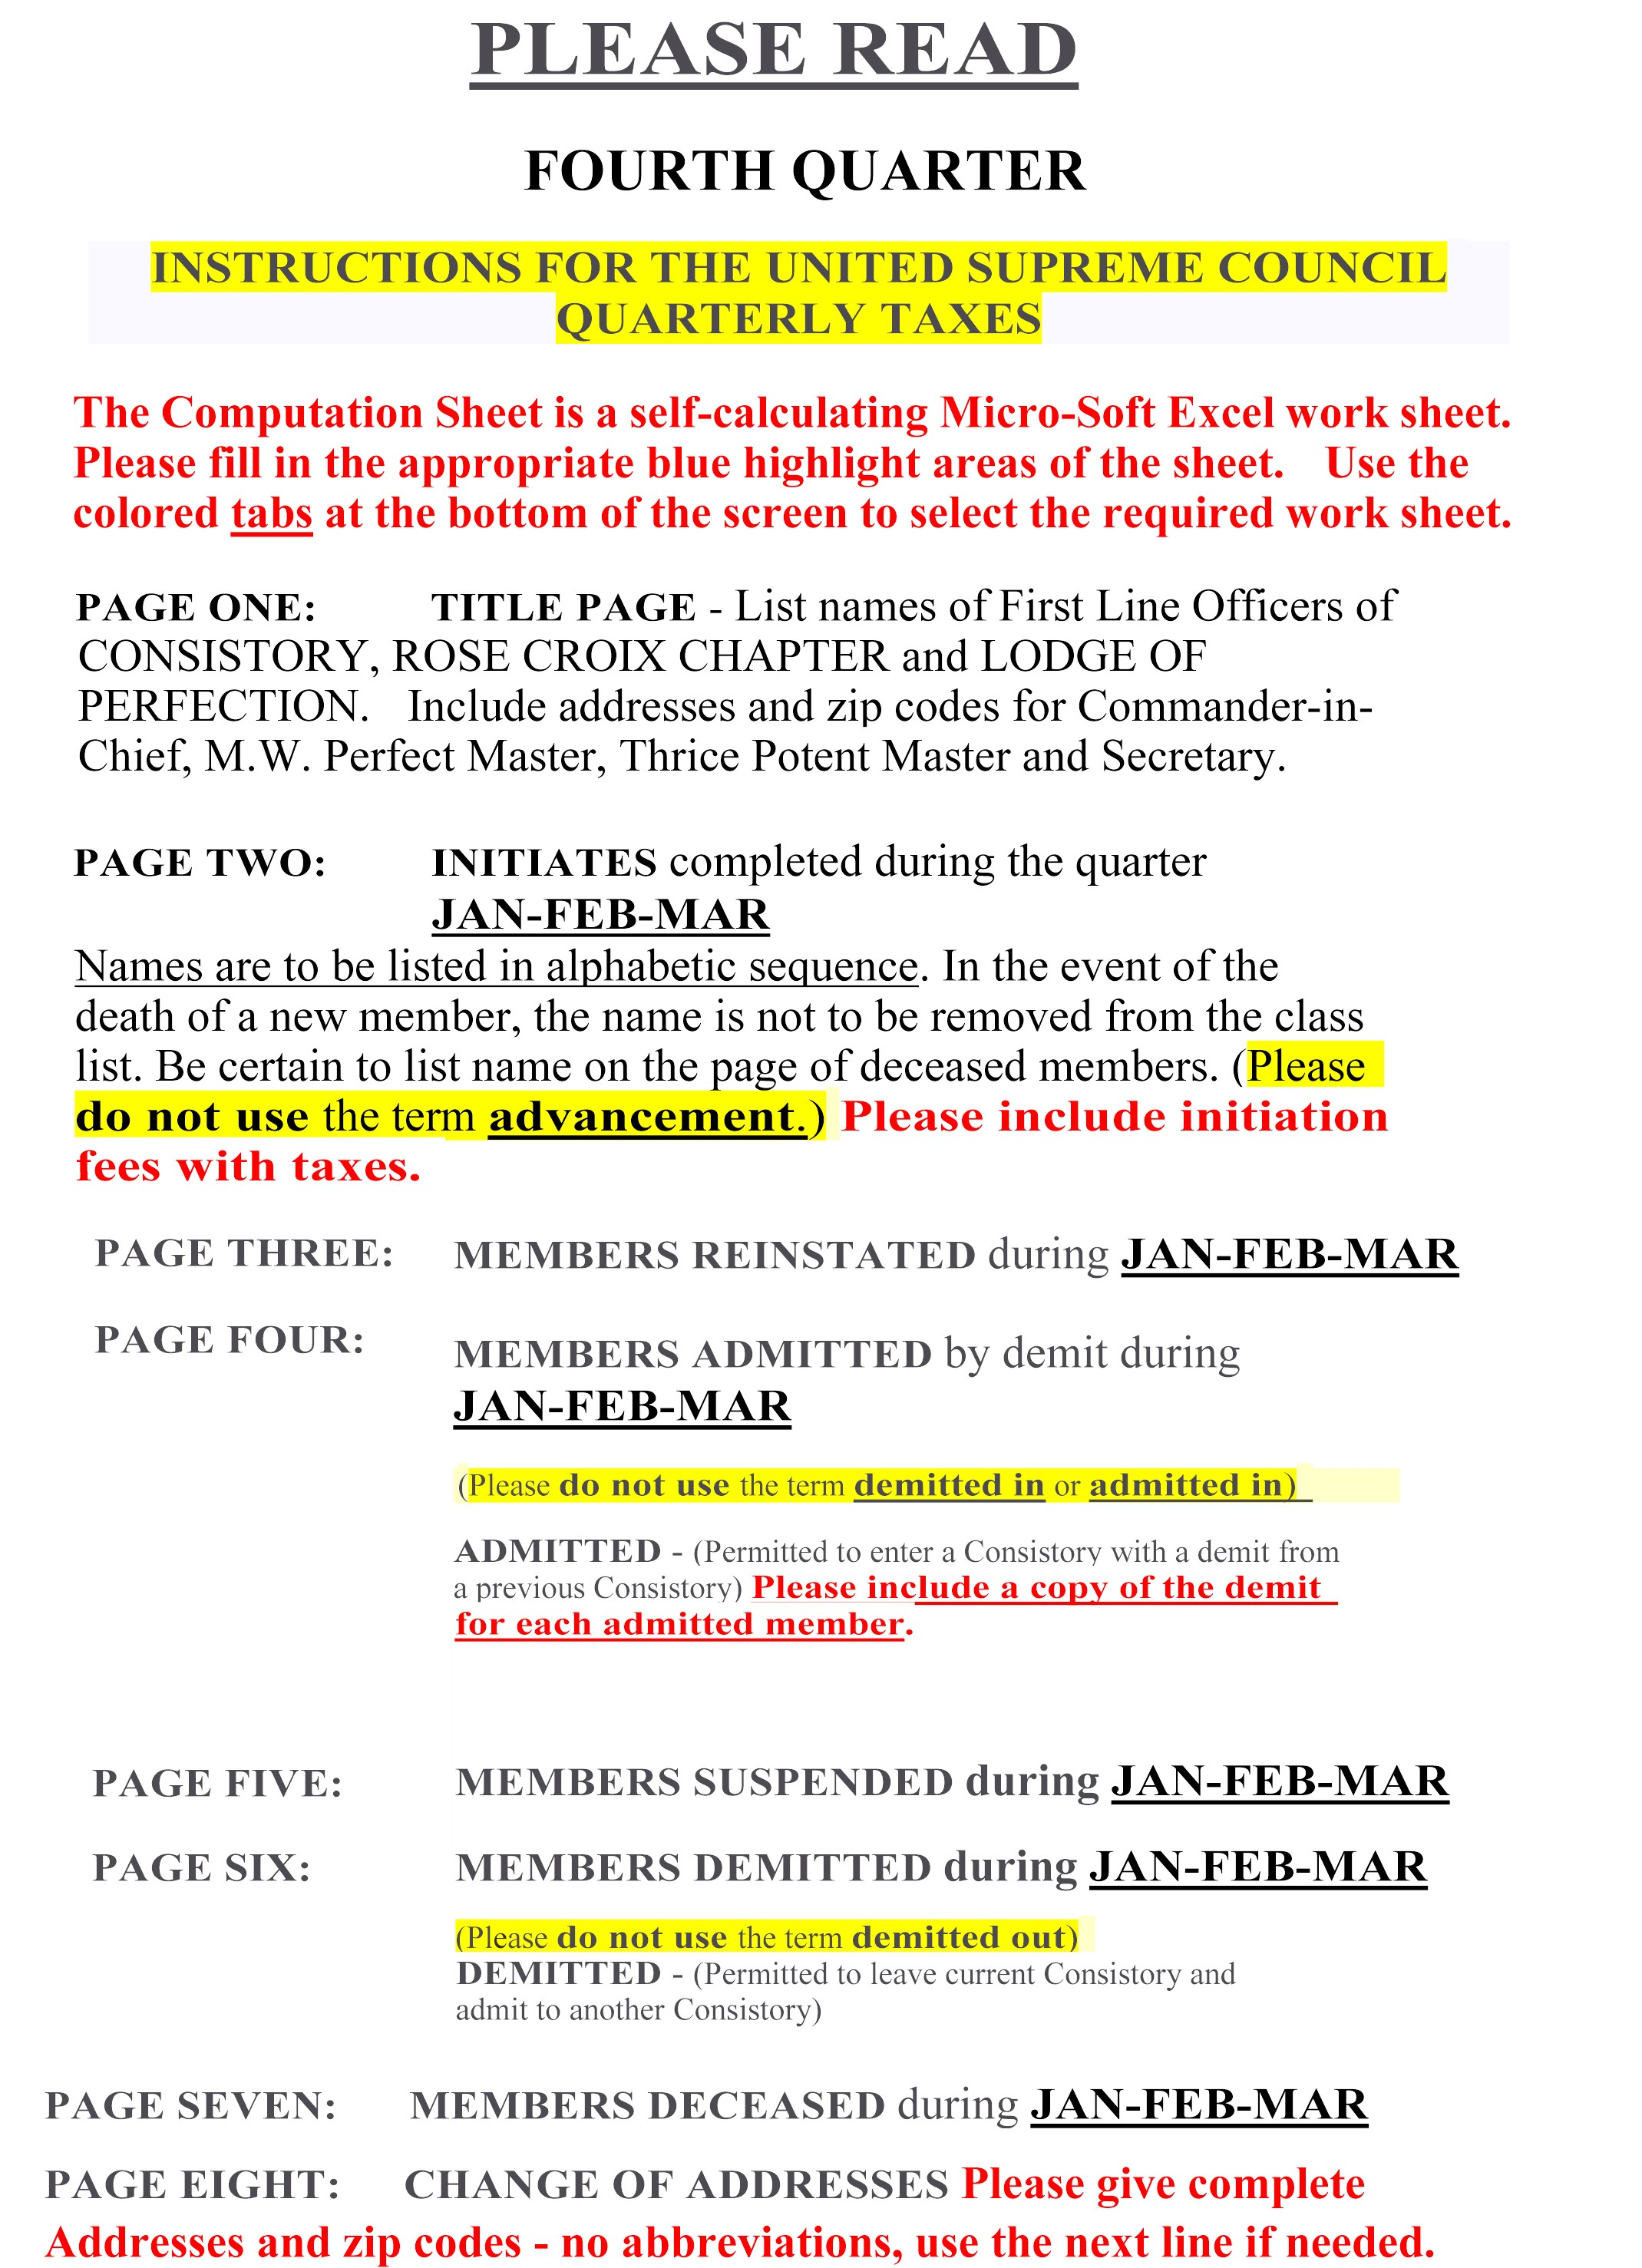 PLEASE READ
FOURTH QUARTER
INSTRUCTIONS FOR THE UNITED SUPREME COUNCIL
QUARTERLY TAXES
The Computation Sheet is a self-calculating Micro-Soft Excel work sheet.
Please fill in the appropriate blue highlight areas of the sheet. Use the
colored tabs at the bottom of the screen to select the required work sheet.
PAGE ONE: TITLE PAGE - List names of First Line Officers of
CONSISTORY, ROSE CROIX CHAPTER and LODGE OF
PERFECTION. Include addresses and zip codes for Commander-in-
Chief, M.W. Perfect Master, Thrice Potent Master and Secretary.
PAGE TWO: INITIATES completed during the quarter
JAN-FEB-MAR
Names are to be listed in alphabetic sequence. In the event of the
death of a new member, the name is not to be removed from the class
list. Be certain to list name on the page of deceased members. (Please
do not use the term advancement.) Please include initiation
fees with taxes.
PAGE THREE: MEMBERS REINSTATED during JAN-FEB-MAR
PAGE FOUR: MEMBERS ADMITTED by demit during
JAN-FEB-MAR
(Please do not use the term demitted in or admitted in)
ADMITTED - (Permitted to enter a Consistory with a demit from
a previous Consistory) Please include a copy of the demit
for each admitted member.
PAGE FIVE: MEMBERS SUSPENDED during JAN-FEB-MAR
PAGE SIX: MEMBERS DEMITTED during JAN-FEB-MAR
(Please do not use the term demitted out)
DEMITTED - (Permitted to leave current Consistory and
admit to another Consistory)
PAGE SEVEN: MEMBERS DECEASED during JAN-FEB-MAR
PAGE EIGHT: CHANGE OF ADDRESSES Please give complete
Addresses and zip codes - no abbreviations, use the next line if needed.